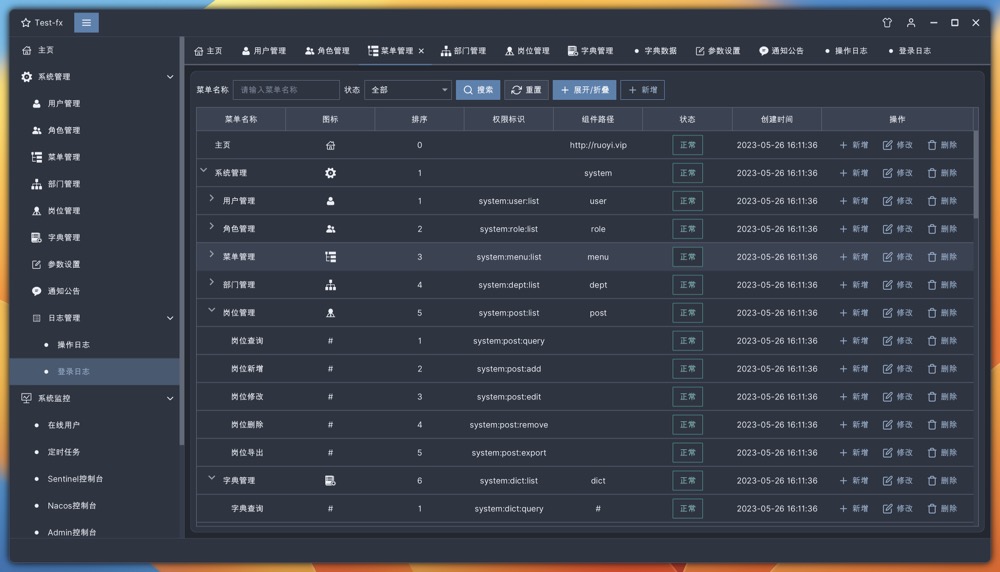 Test-fx
主页
系统管理
用户管理
角色管理
菜单管理
部门管理
岗位管理
字典管理
参数设置
通知公告
日志管理
操作日志
登录日志
系统监控
在线用户
定时任务
Sentinel控制台
Nacos控制台
Admin控制台
主页 用户管理 角色管理 菜单管理 部门管理 岗位管理 字典管理 字典数据 参数设置 通知公告 操作日志 登录日志
菜单名称 请输入菜单名称 状态 全部 搜索 重置 展开/折叠 新增
菜单名称 图标 排序 权限标识 组件路径 状态 创建时间 操作
主页 0 http://ruoyi.vip 正常 2023-05-26 16:11:36 新增 修改 删除
系统管理 1 system 正常 2023-05-26 16:11:36 新增 修改 删除
用户管理 1 system:user:list user 正常 2023-05-26 16:11:36 新增 修改 删除
角色管理 2 system:role:list role 正常 2023-05-26 16:11:36 新增 修改 删除
菜单管理 3 system:menu:list menu 正常 2023-05-26 16:11:36 新增 修改 删除
部门管理 4 system:dept:list dept 正常 2023-05-26 16:11:36 新增 修改 删除
岗位管理 5 system:post:list post 正常 2023-05-26 16:11:36 新增 修改 删除
岗位查询 # 1 system:post:query 正常 2023-05-26 16:11:36 新增 修改 删除
岗位新增 # 2 system:post:add 正常 2023-05-26 16:11:36 新增 修改 删除
岗位修改 # 3 system:post:edit 正常 2023-05-26 16:11:36 新增 修改 删除
岗位删除 # 4 system:post:remove 正常 2023-05-26 16:11:36 新增 修改 删除
岗位导出 # 5 system:post:export 正常 2023-05-26 16:11:36 新增 修改 删除
字典管理 6 system:dict:list dict 正常 2023-05-26 16:11:36 新增 修改 删除
字典查询 # 1 system:dict:query # 正常 2023-05-26 16:11:36 新增 修改 删除